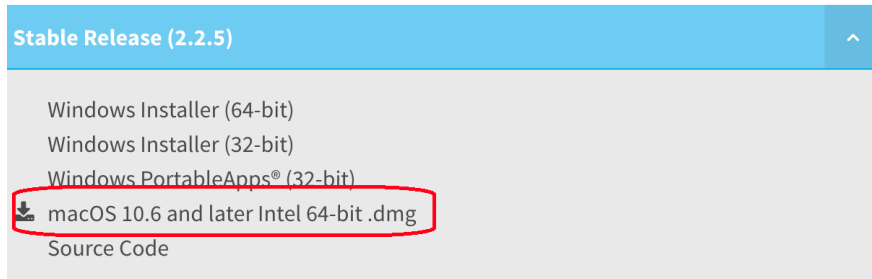 Stable Release (2.2.5)
Windows Installer (64-bit)
Windows Installer (32-bit)
Windows PortableApps® (32-bit)
macOS 10.6 and later Intel 64-bit .dmg
Source Code